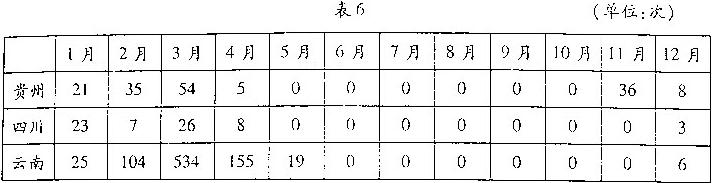 表6 (单位:次)
1月 2月 3月 4月 5月 6月 7月 8月 9月 10月 11月 12月
贵州 21 35 54 5 0 0 0 0 0 0 36 8
四川 23 7 26 8 0 0 0 0 0 0 0 3
云南 25 104 534 155 19 0 0 0 0 0 0 6